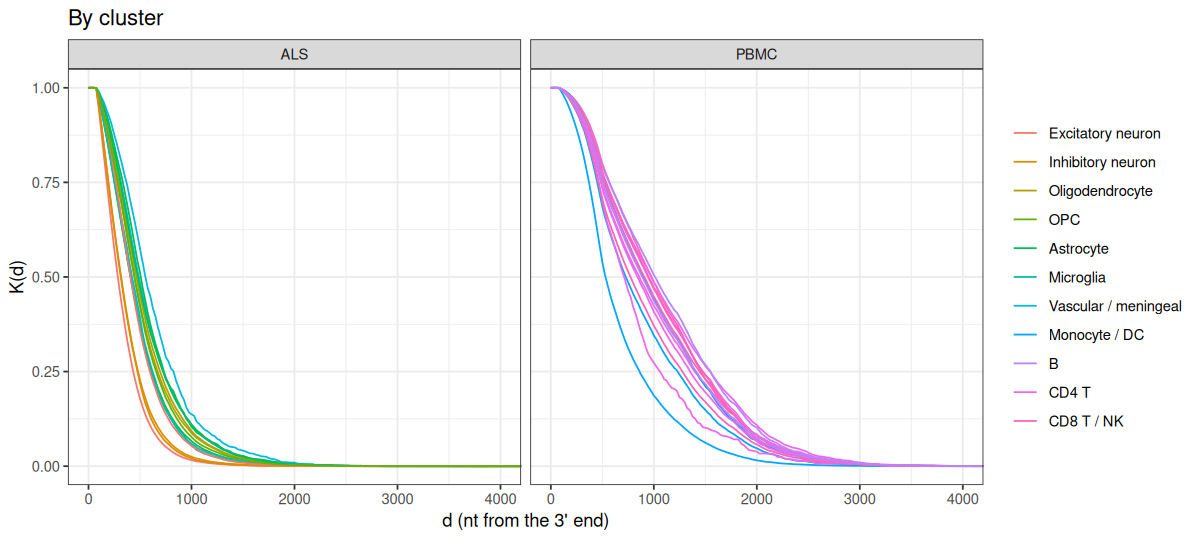 By cluster
ALS
PBMC
1.00
0.75
0.50
0.25
0.00
K(d)
0 1000 2000 3000 4000
0 1000 2000 3000 4000
d (nt from the 3' end)
Excitatory neuron
Inhibitory neuron
Oligodendrocyte
OPC
Astrocyte
Microglia
Vascular / meningeal
Monocyte / DC
B
CD4 T
CD8 T / NK